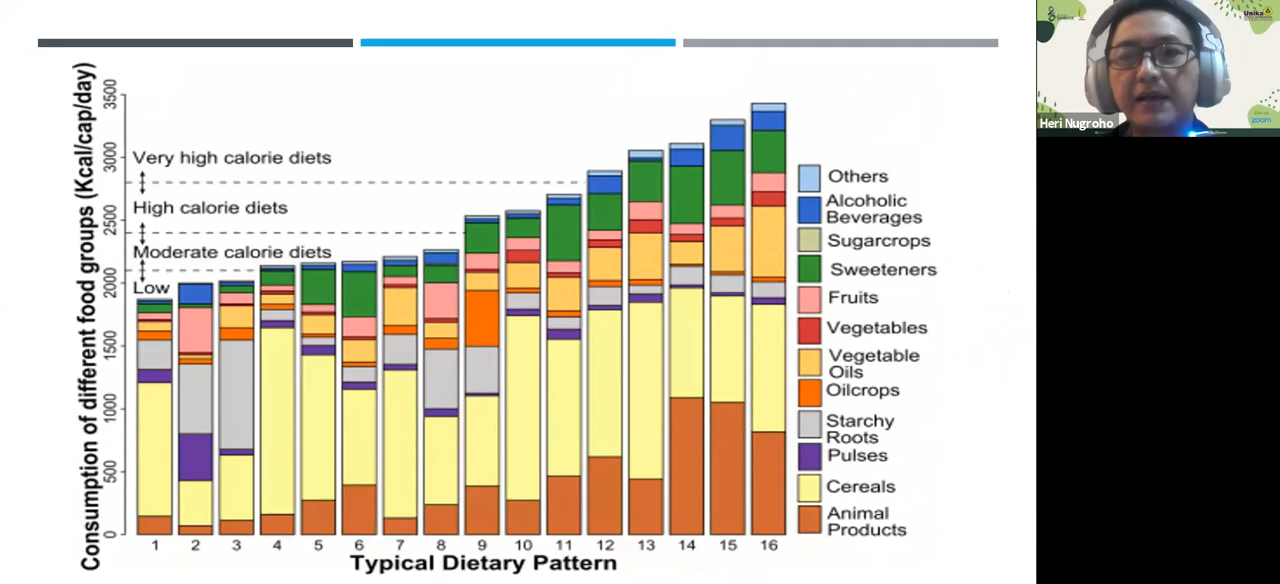 Consumption of different food groups (Kcal/cap/day)
3500
3000
2500
2000
1500
1000
500
0
Very high calorie diets
High calorie diets
Moderate calorie diets
Low
1 2 3 4 5 6 7 8 9 10 11 12 13 14 15 16
Typical Dietary Pattern
Others
Alcoholic
Beverages
Sugarcrops
Sweeteners
Fruits
Vegetables
Vegetable
Oils
Oilcrops
Starchy
Roots
Pulses
Cereals
Animal
Products
Unika
zoom
Heri Nugroho